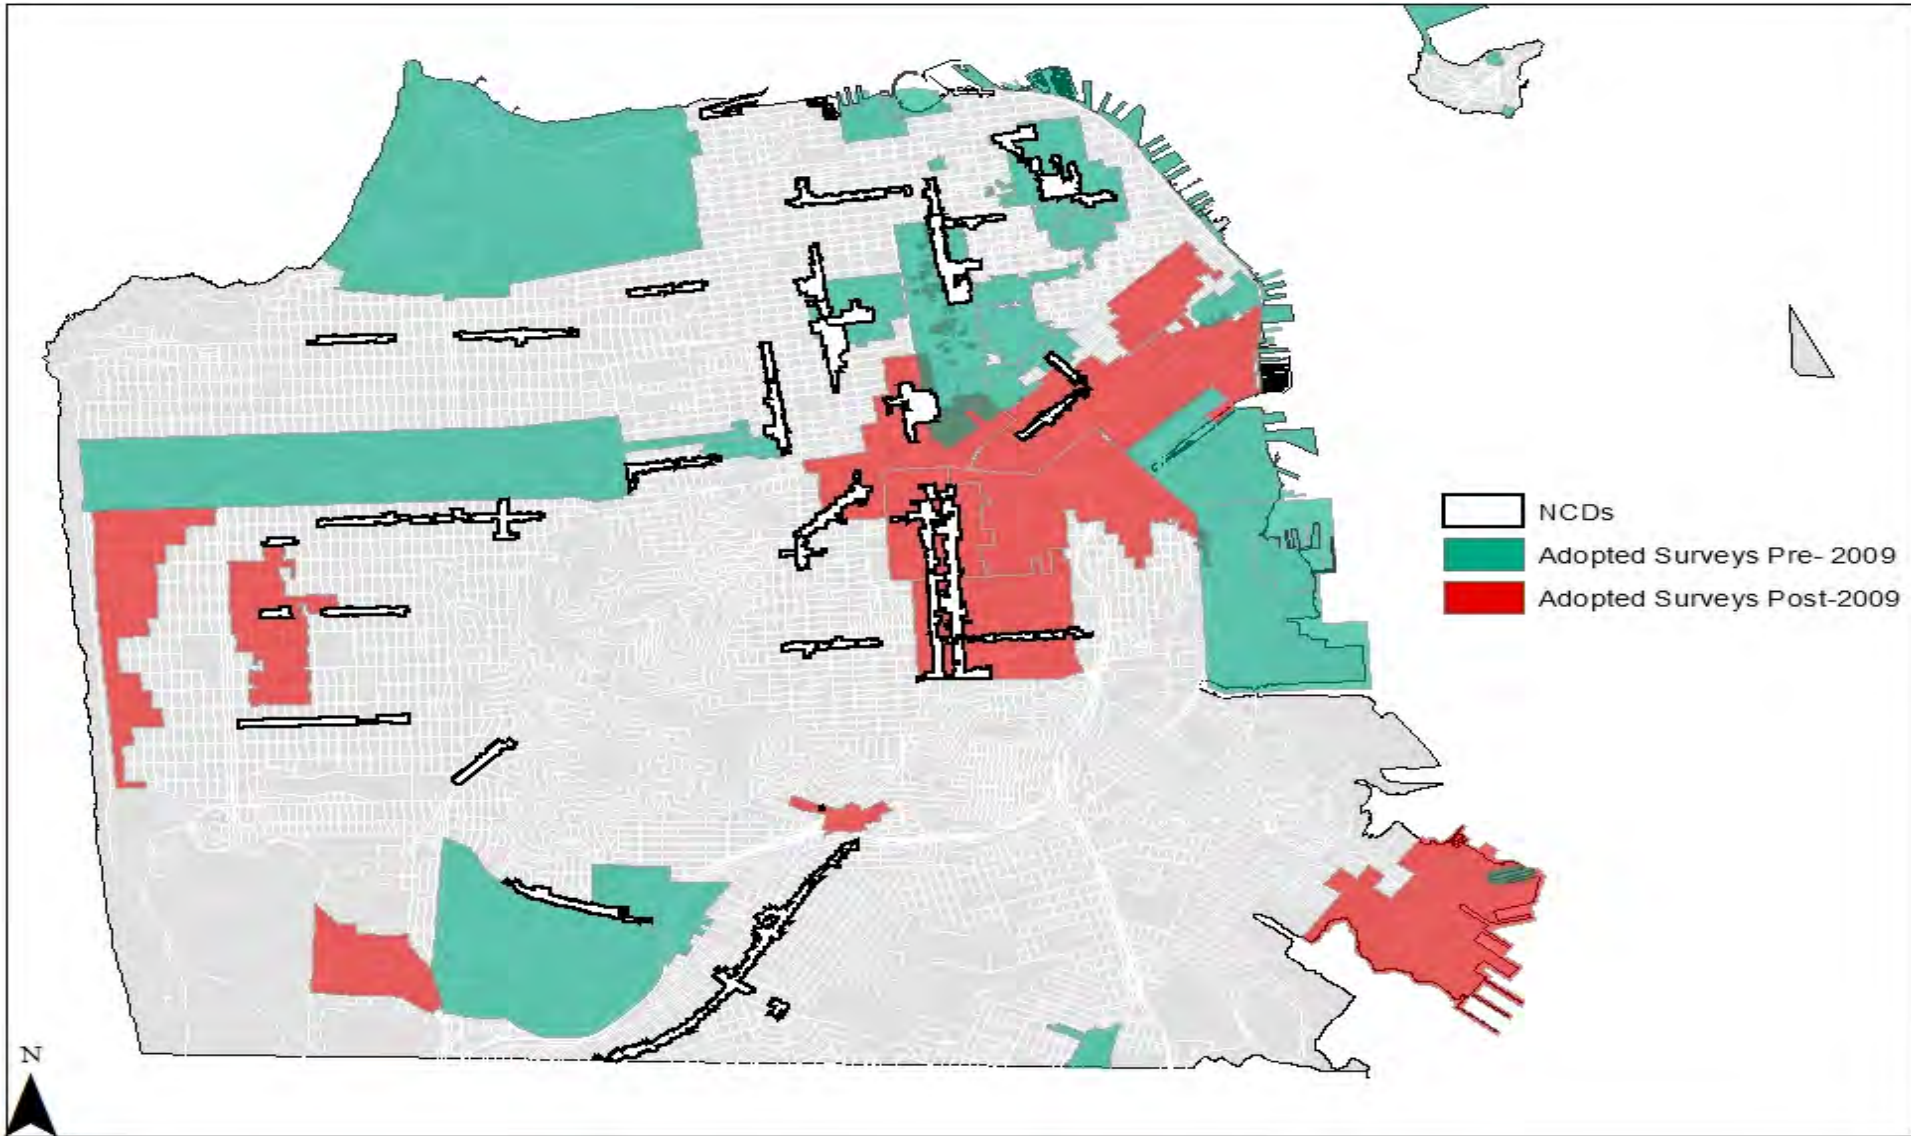 NCDs
Adopted Surveys Pre- 2009
Adopted Surveys Post-2009
N